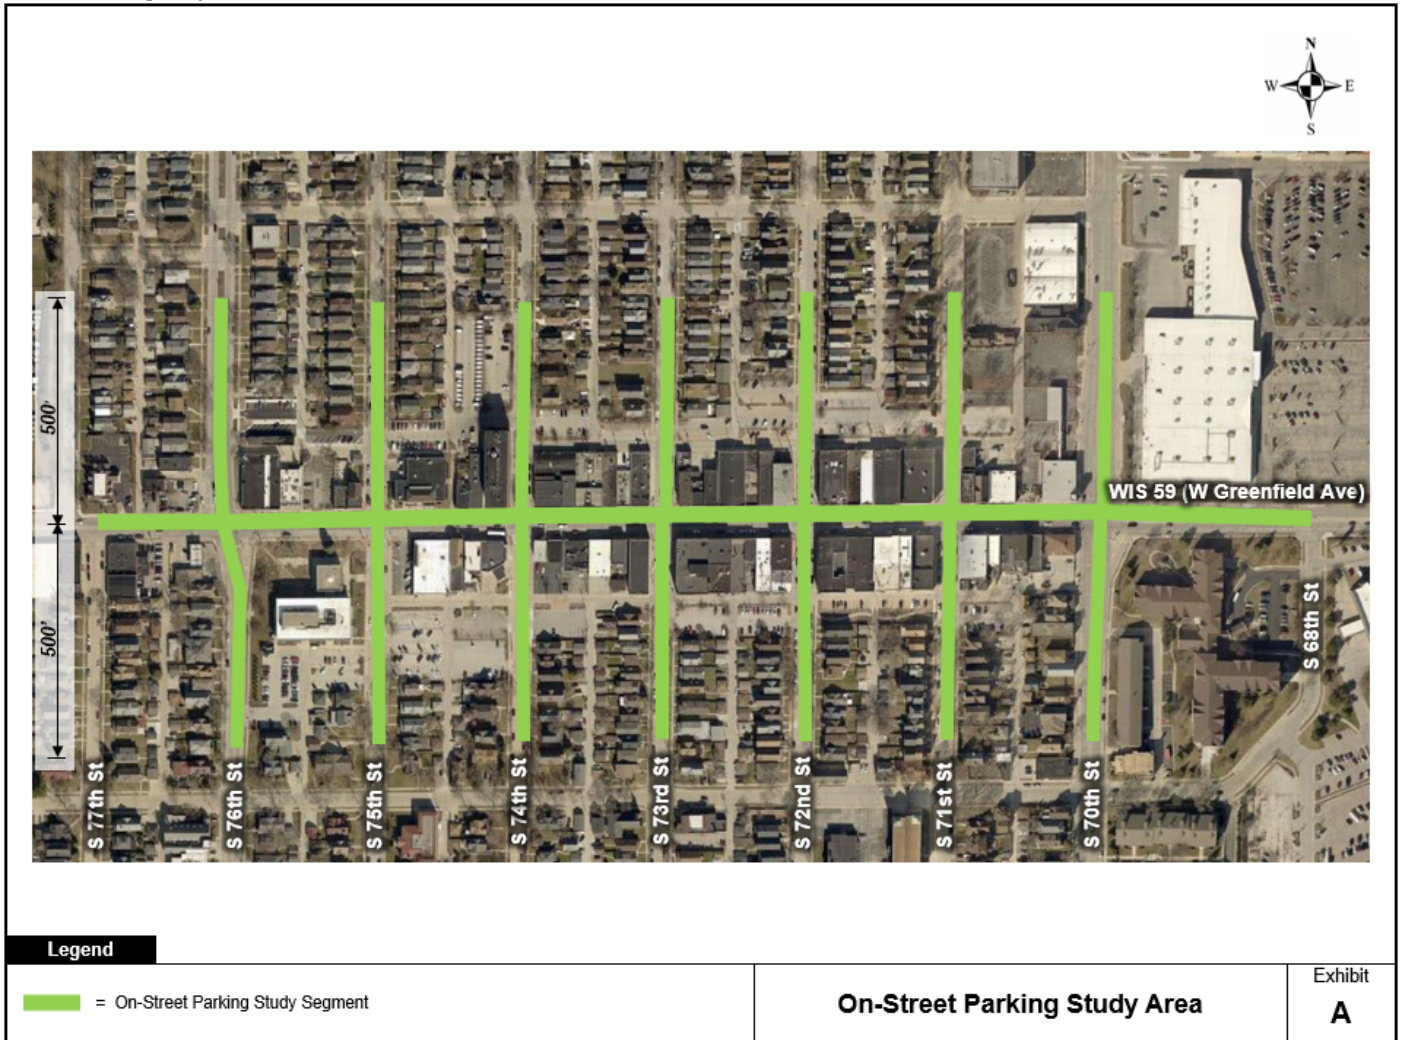 N
W E
S
500'
500'
WIS 59 (W Greenfield Ave)
S 77th St
S 76th St
S 75th St
S 74th St
S 73rd St
S 72nd St
S 71st St
S 70th St
S 68th St
Legend
= On-Street Parking Study Segment
On-Street Parking Study Area
Exhibit
A